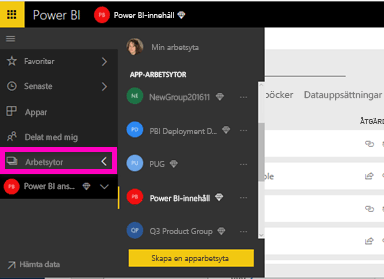 Power BI
PB
Power BI-innehåll
Favoriter
Senaste
Appar
Delat med mig
Arbetsytor
PB
Power BI ans...
Hämta data
Min arbetsyta
APP-ARBETSYTOR
NE
NewGroup201611
PD
PBI Deployment D...
PU
PUG
PB
Power BI-innehåll
QP
Q3 Product Group
Skapa en apparbetsyta
böcker
Datauppsättningar
ÅTGÄRD